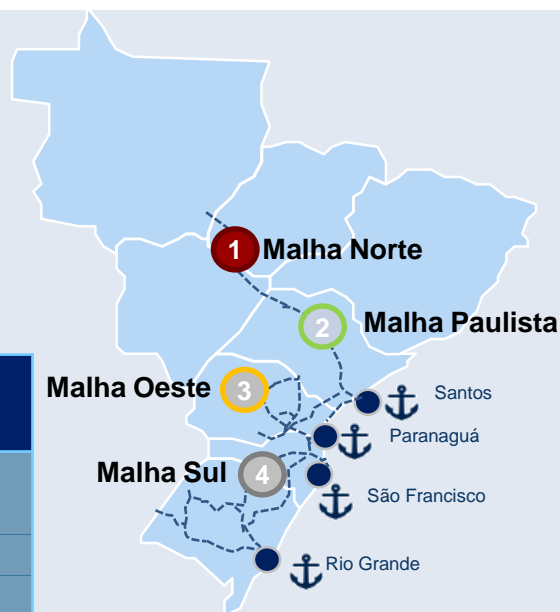 1 Malha Norte
2 Malha Paulista
Malha Oeste 3
Santos
Paranaguá
Malha Sul 4
São Francisco
Rio Grande